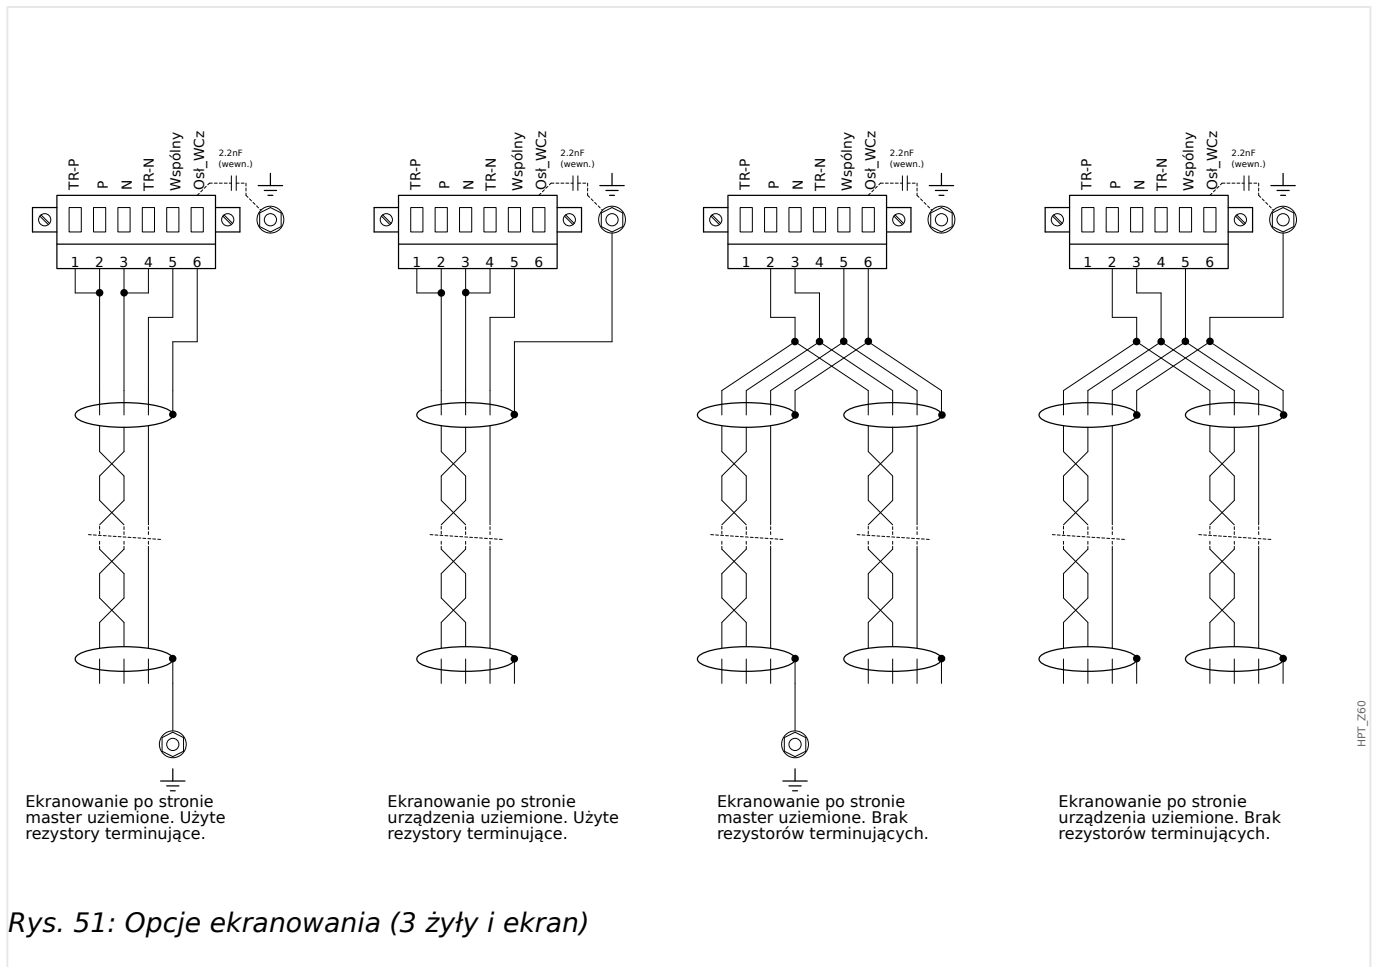 TR-P P N TR-N Wspólny Osł_WCz 2.2nF
(wewn.)
1 2 3 4 5 6
TR-P P N TR-N Wspólny Osł_WCz 2.2nF
(wewn.)
1 2 3 4 5 6
TR-P P N TR-N Wspólny Osł_WCz 2.2nF
(wewn.)
1 2 3 4 5 6
TR-P P N TR-N Wspólny Osł_WCz 2.2nF
(wewn.)
1 2 3 4 5 6
HPT_Z60
Ekranowanie po stronie
master uziemione. Użyte
rezystory terminujące.
Ekranowanie po stronie
urządzenia uziemione. Użyte
rezystory terminujące.
Ekranowanie po stronie
master uziemione. Brak
rezystorów terminujących.
Ekranowanie po stronie
urządzenia uziemione. Brak
rezystorów terminujących.
Rys. 51: Opcje ekranowania (3 żyły i ekran)